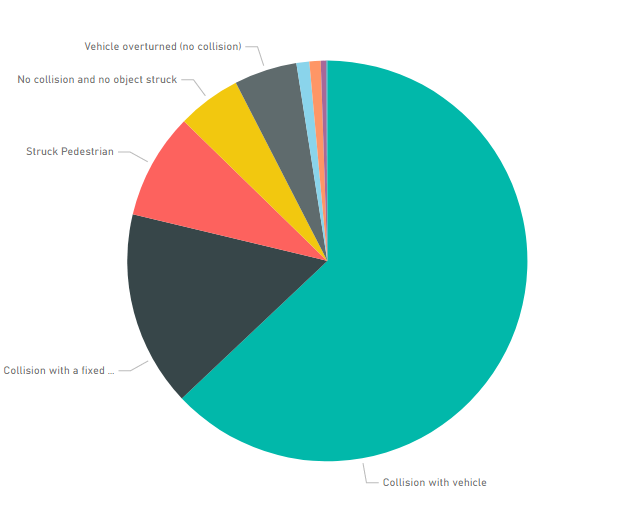 Vehicle overturned (no collision)
No collision and no object struck
Struck Pedestrian
Collision with a fixed ...
Collision with vehicle